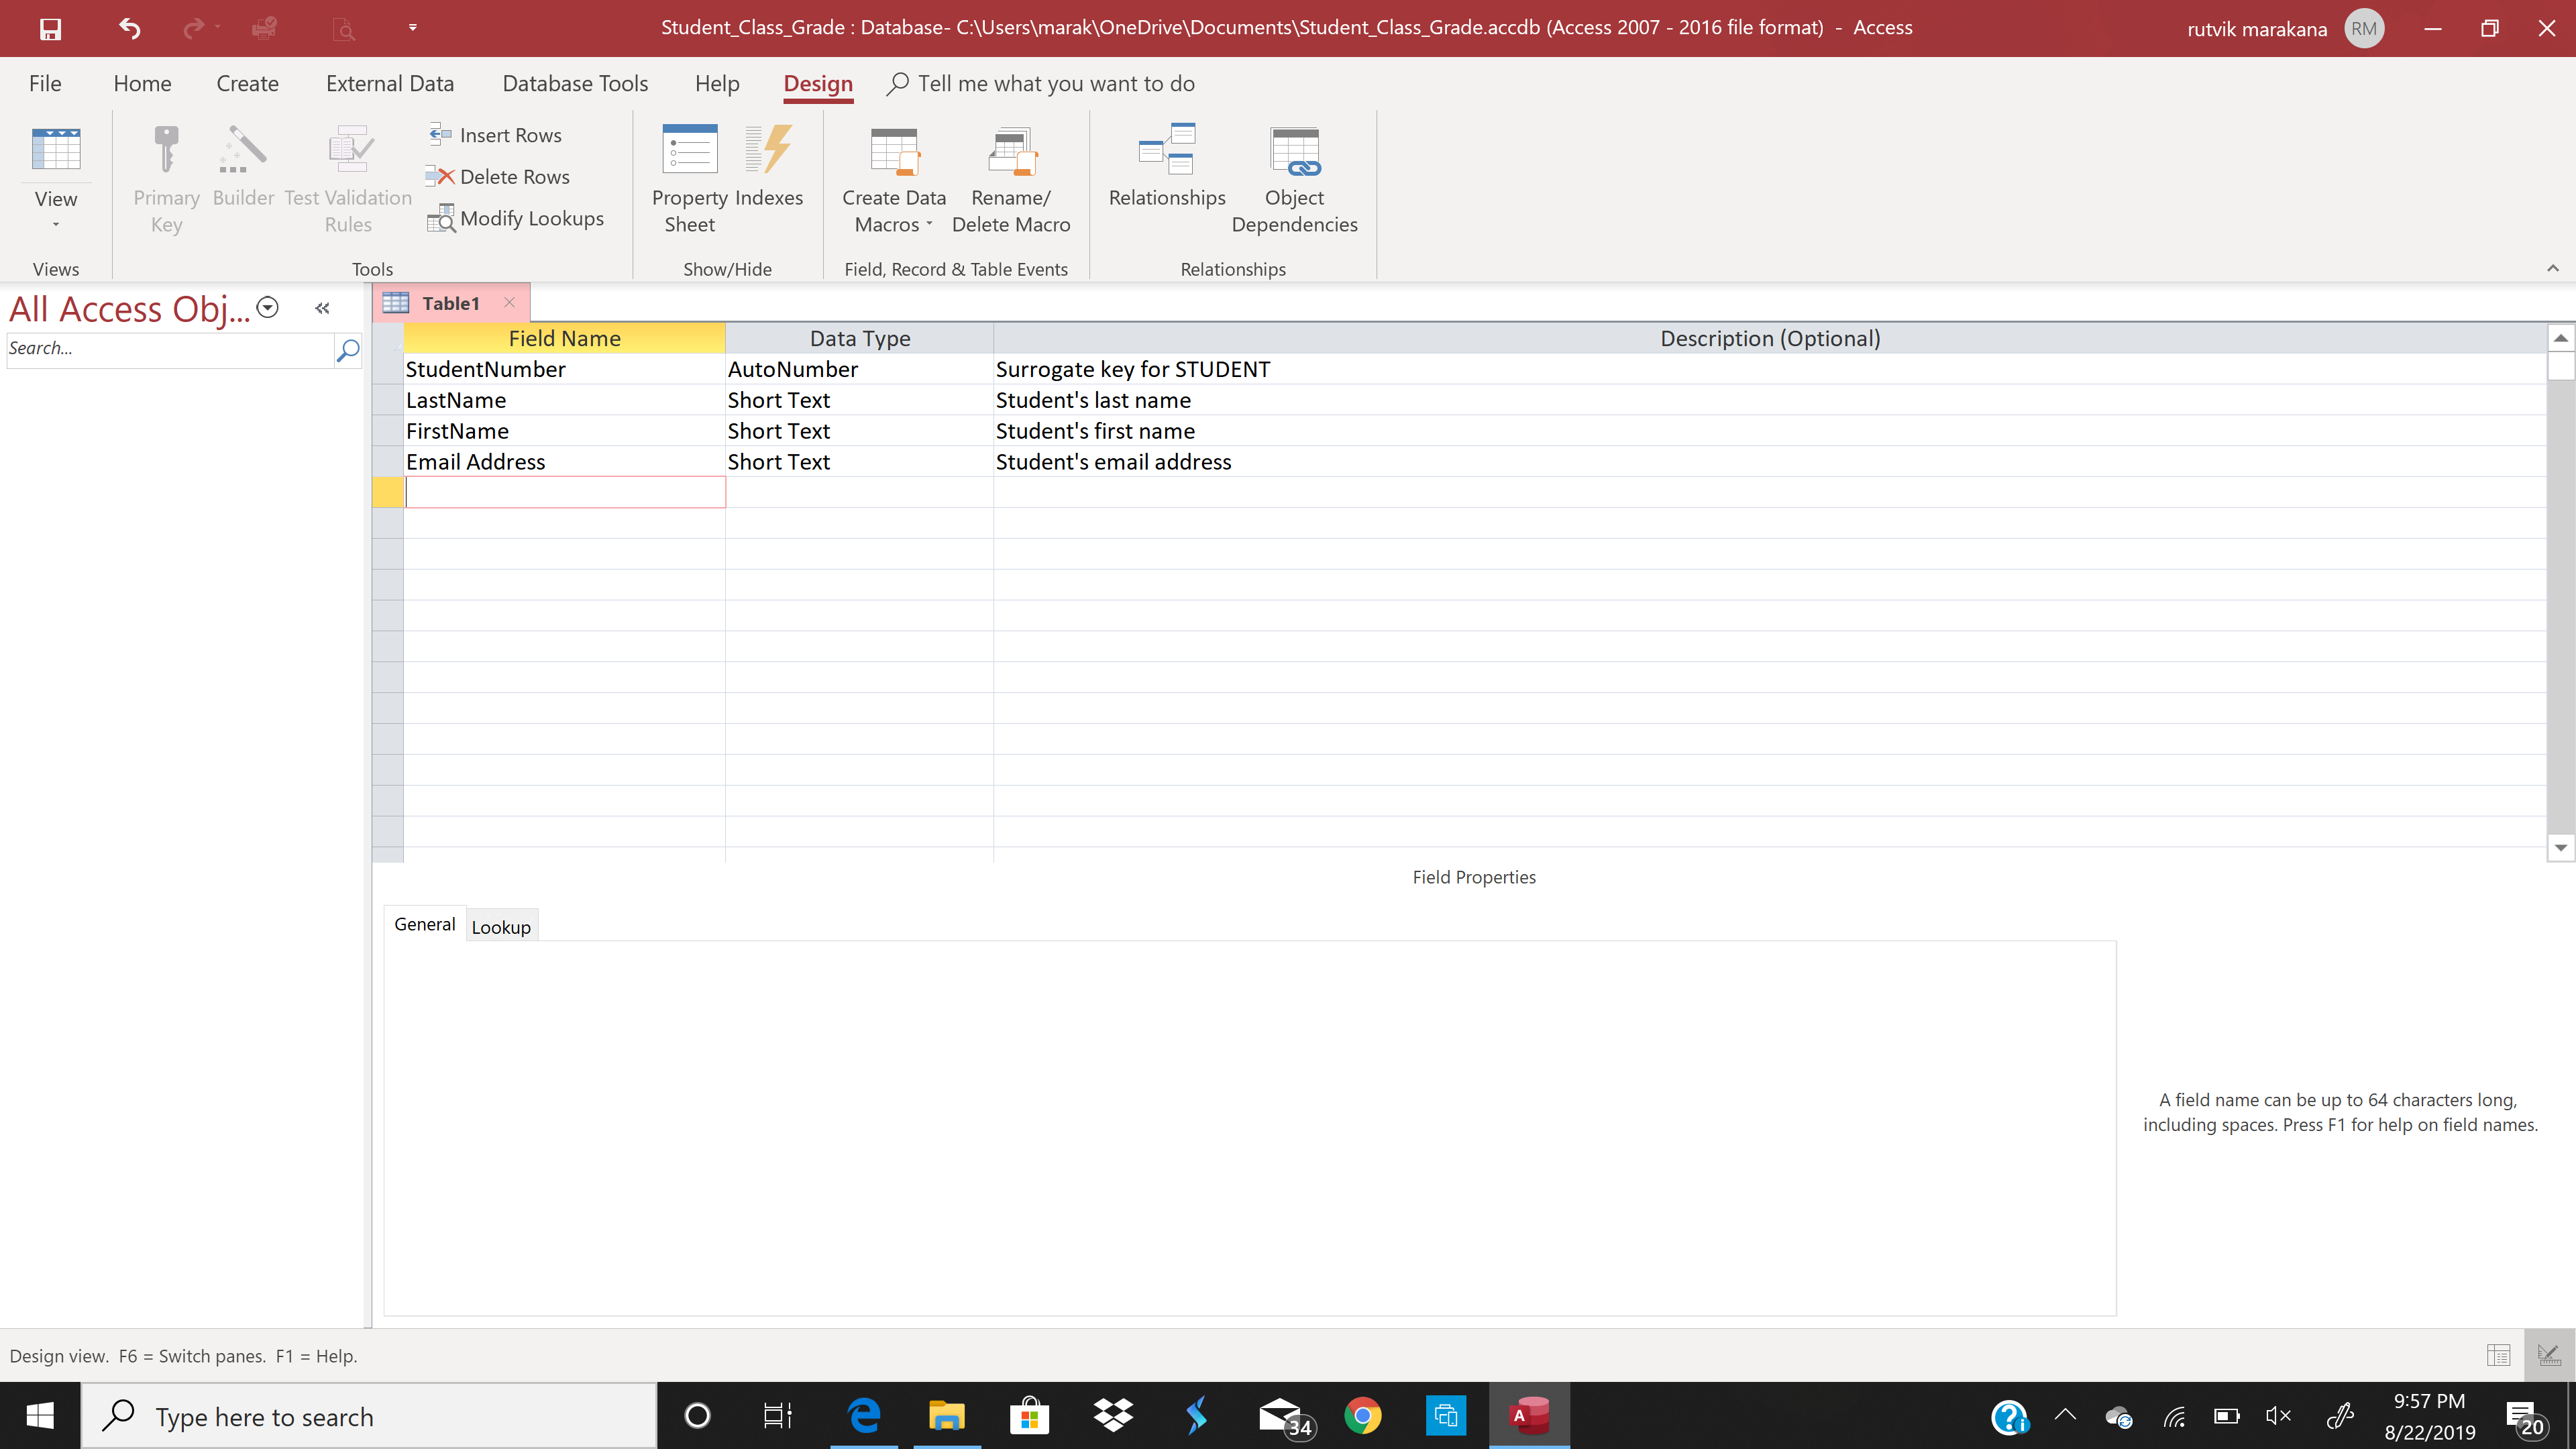 Student_Class_Grade : Database- C:\Users\marak\OneDrive\Documents\Student_Class_Grade.accdb (Access 2007 - 2016 file format) - Access
rutvik marakana RM
File Home Create External Data Database Tools Help Design Tell me what you want to do
View
Views
Primary Key
Builder
Test Validation Rules
Insert Rows
Delete Rows
Modify Lookups
Tools
Property Sheet
Indexes
Show/Hide
Create Data Macros
Rename/ Delete Macro
Field, Record & Table Events
Relationships
Object Dependencies
Relationships
All Access Obj...
Search...
Table1
Field Name Data Type Description (Optional)
StudentNumber AutoNumber Surrogate key for STUDENT
LastName Short Text Student's last name
FirstName Short Text Student's first name
Email Address Short Text Student's email address
Field Properties
General Lookup
A field name can be up to 64 characters long,
including spaces. Press F1 for help on field names.
Design view. F6 = Switch panes. F1 = Help.
Type here to search
34
A
9:57 PM
8/22/2019
20